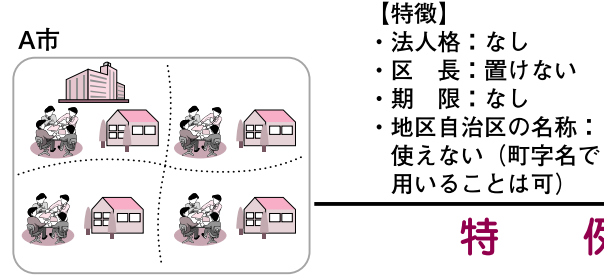 A市
【特徴】
・法人格：なし
・区　長：置けない
・期　限：なし
・地区自治区の名称：
使えない（町字名で
用いることは可）
特　例